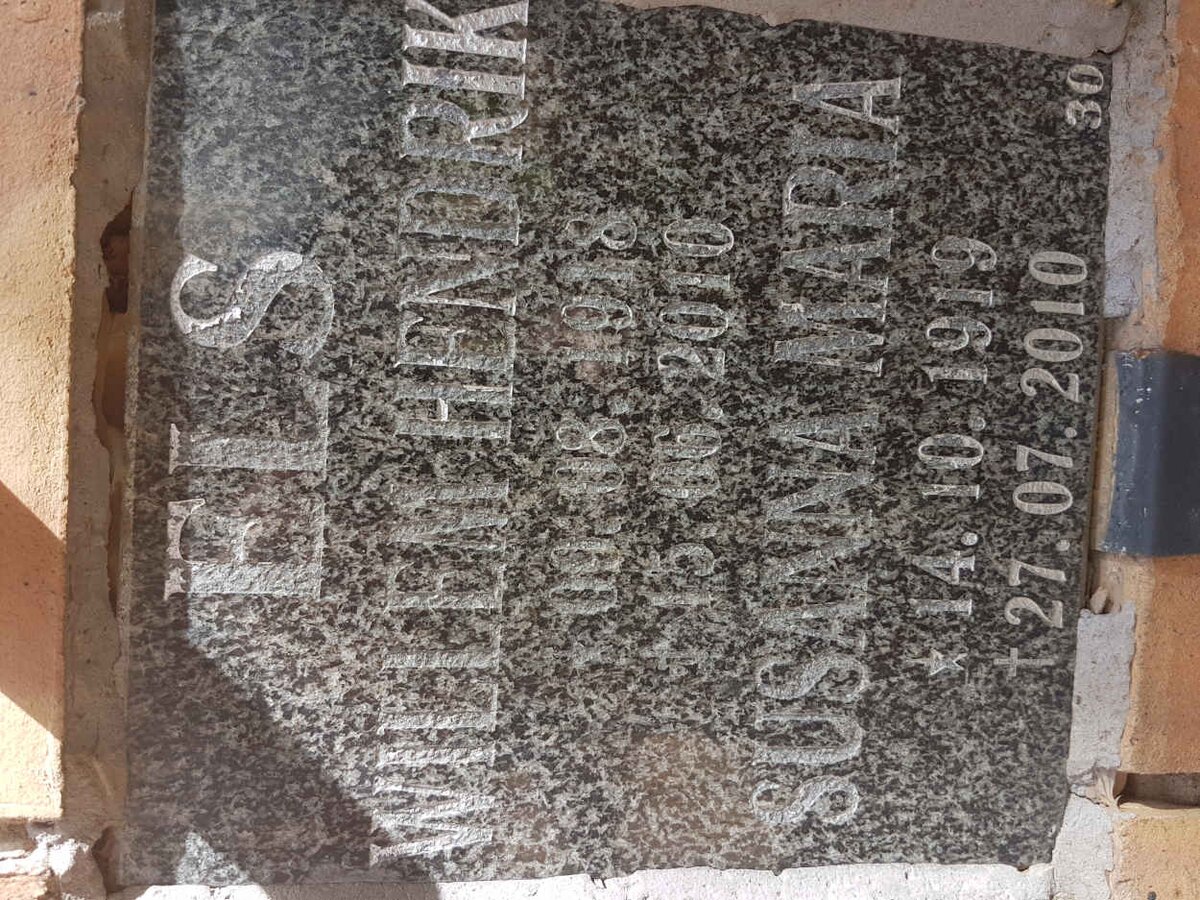 ELS
WILLEM HENDRIK
* 09.08.1918
† 15.06.2010
SUSANNA MARIA
* 14.10.1919
† 27.07.2010
30